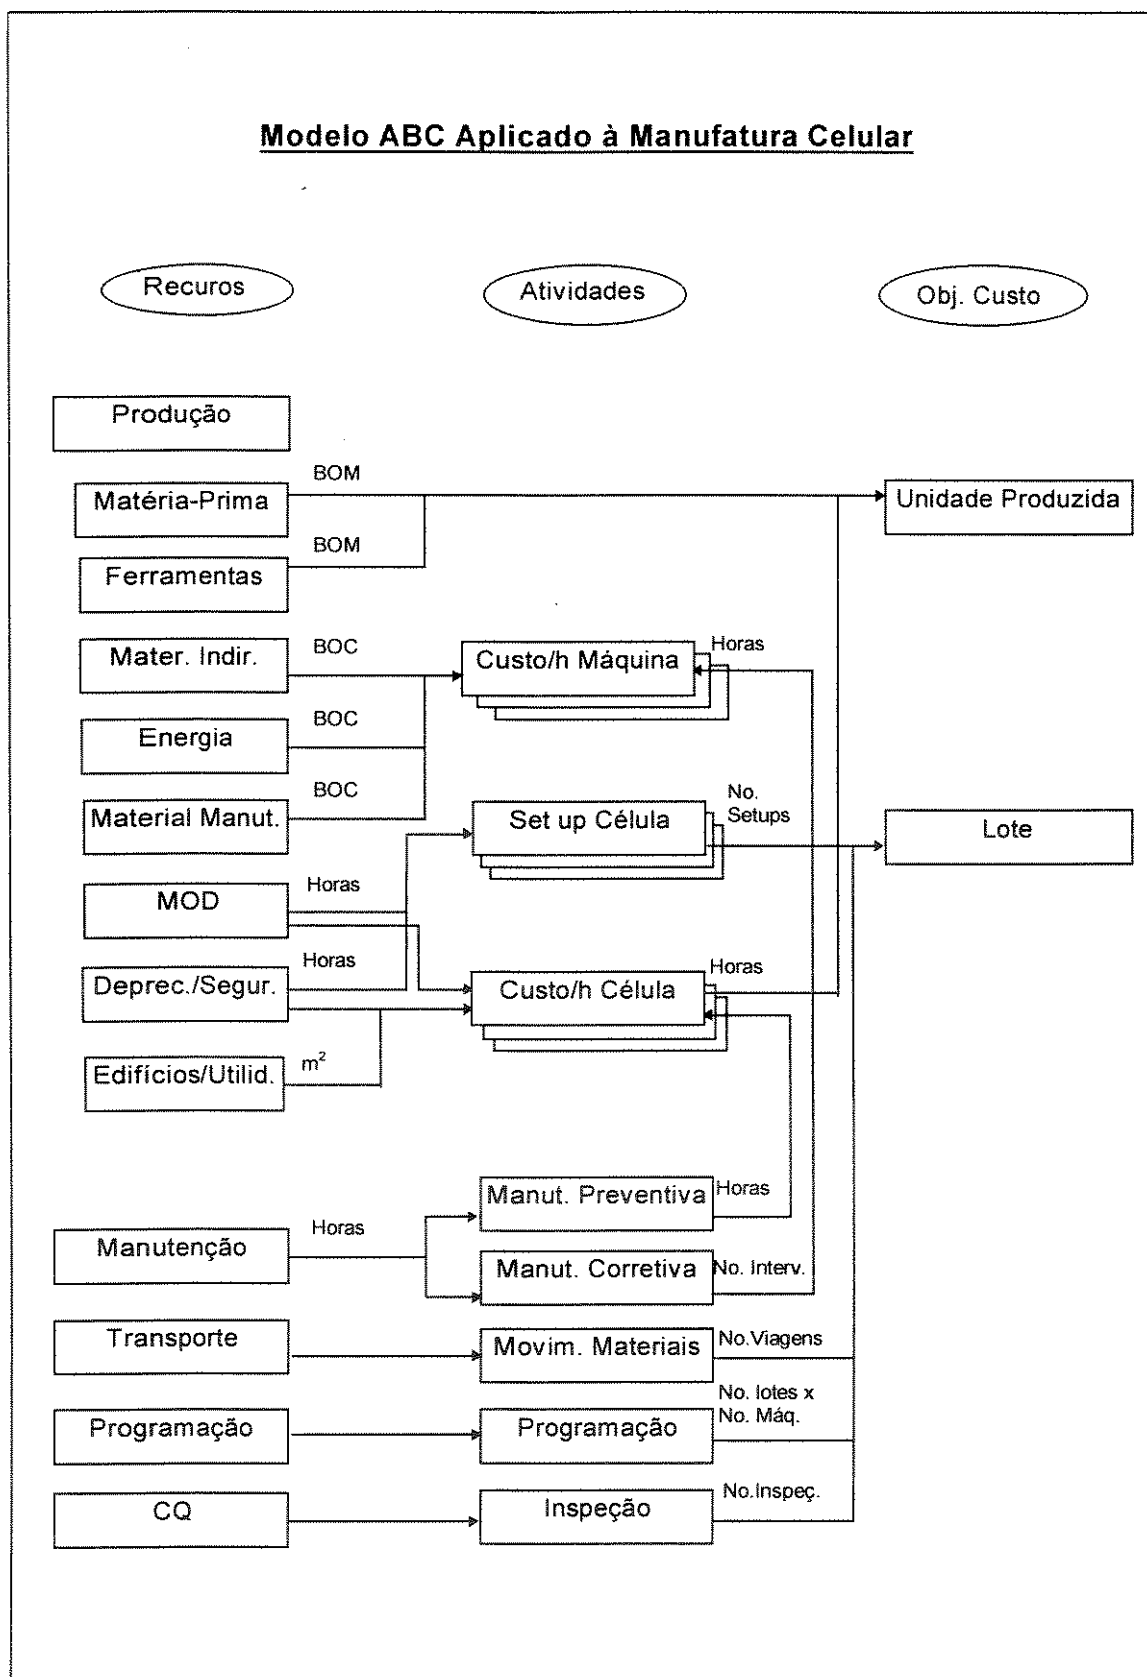 Modelo ABC Aplicado à Manufatura Celular
Recuros
Atividades
Obj. Custo
Produção
BOM
Matéria-Prima
Unidade Produzida
BOM
Ferramentas
Mater. Indir.
BOC
Custo/h Máquina
Horas
BOC
Energia
BOC
Material Manut.
Set up Célula
No.
Setups
Lote
MOD
Horas
Horas
Deprec./Segur.
Custo/h Célula
Horas
Edifícios/Utilid.
m²
Manut. Preventiva
Horas
Manutenção
Horas
Manut. Corretiva
No. Interv.
Transporte
Movim. Materiais
No.Viagens
No. lotes x
No. Máq.
Programação
Programação
CQ
Inspeção
No.Inspeç.